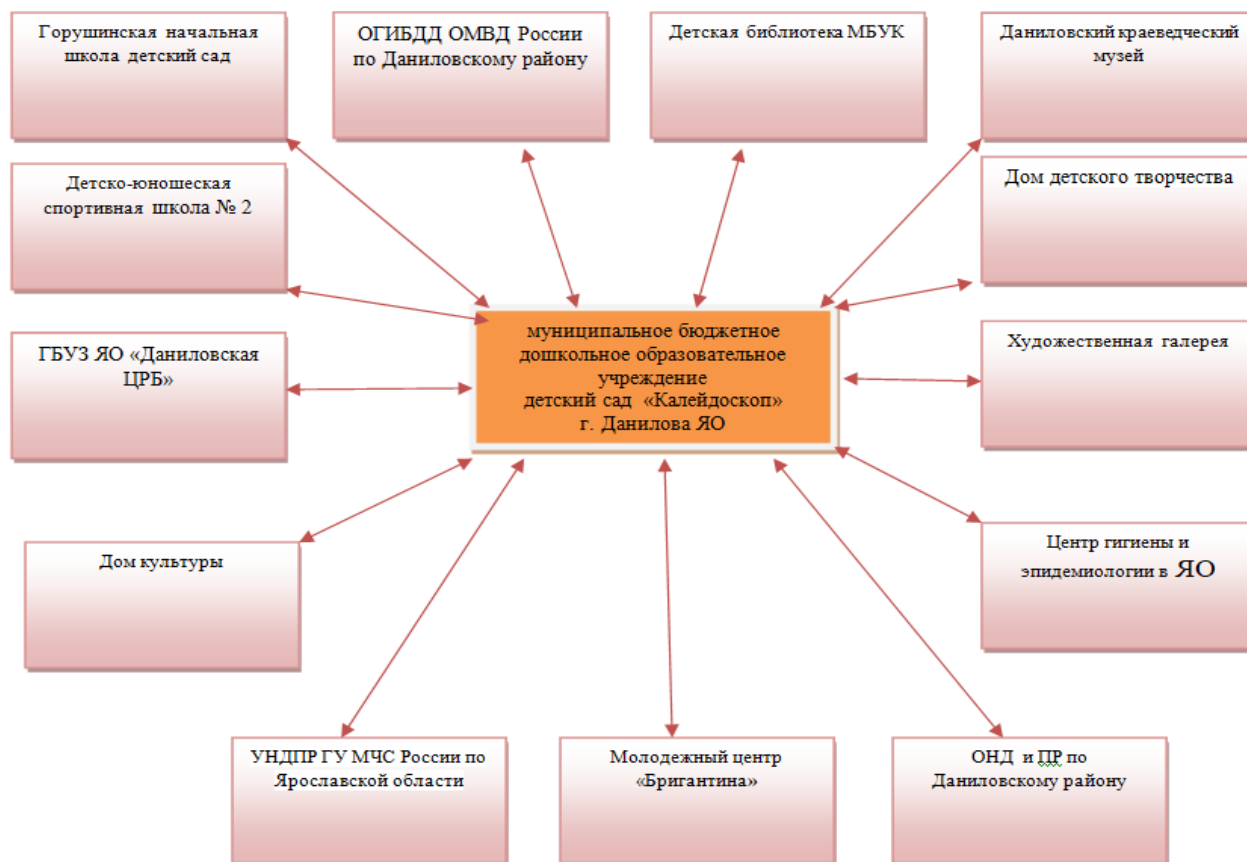 Горушинская начальная
школа детский сад
ОГИБДД ОМВД России
по Даниловскому району
Детская библиотека МБУК
Даниловский краеведческий
музей
Детско-юношеская
спортивная школа № 2
Дом детского творчества
муниципальное бюджетное
дошкольное образовательное
учреждение
детский сад «Калейдоскоп»
г. Данилова ЯО
ГБУЗ ЯО «Даниловская
ЦРБ»
Художественная галерея
Дом культуры
Центр гигиены и
эпидемиологии в ЯО
УНДПР ГУ МЧС России по
Ярославской области
Молодежный центр
«Бригантина»
ОНД и ПР по
Даниловскому району